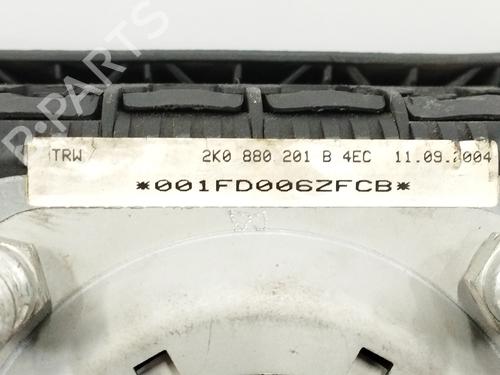 B-PARTS
TRW 2K0 880 201 B 4EC 11.09.2004
*001FD006ZFCB*